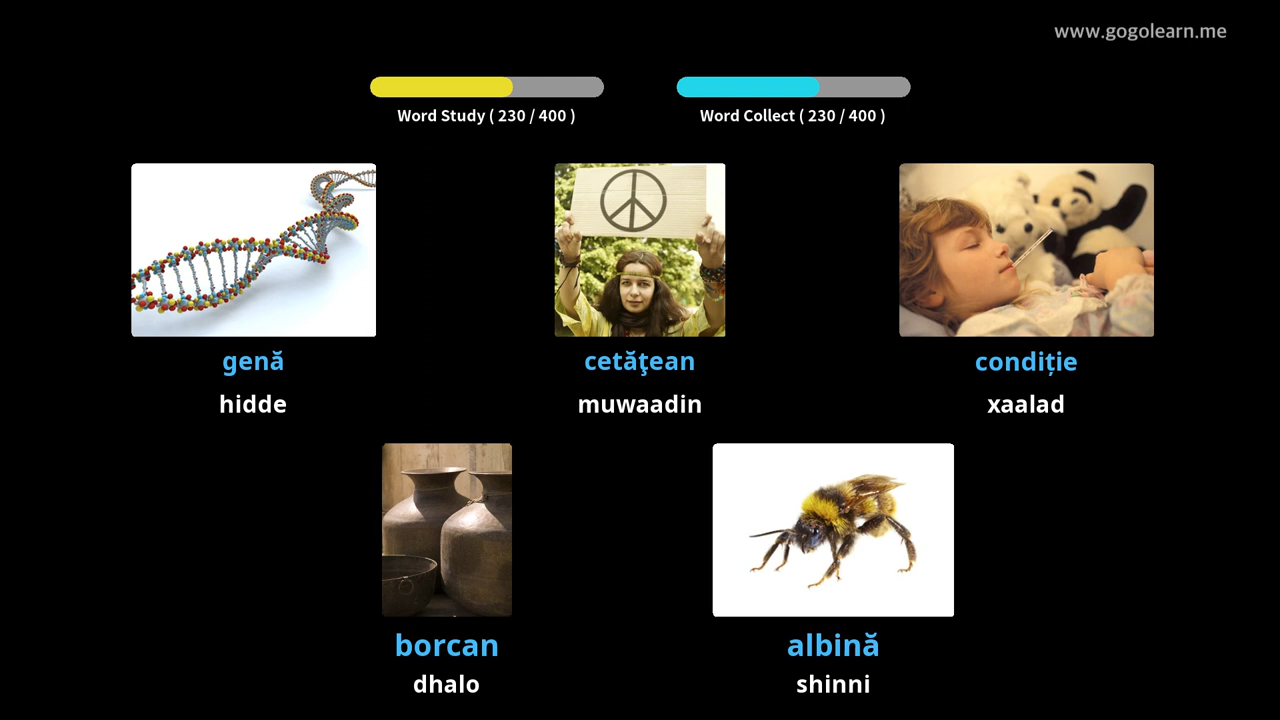 www.gogolearn.me
Word Study ( 230 / 400 )
Word Collect ( 230 / 400 )
genă
cetăţean
condiție
hidde
muwaadin
xaalad
borcan
albină
dhalo
shinni